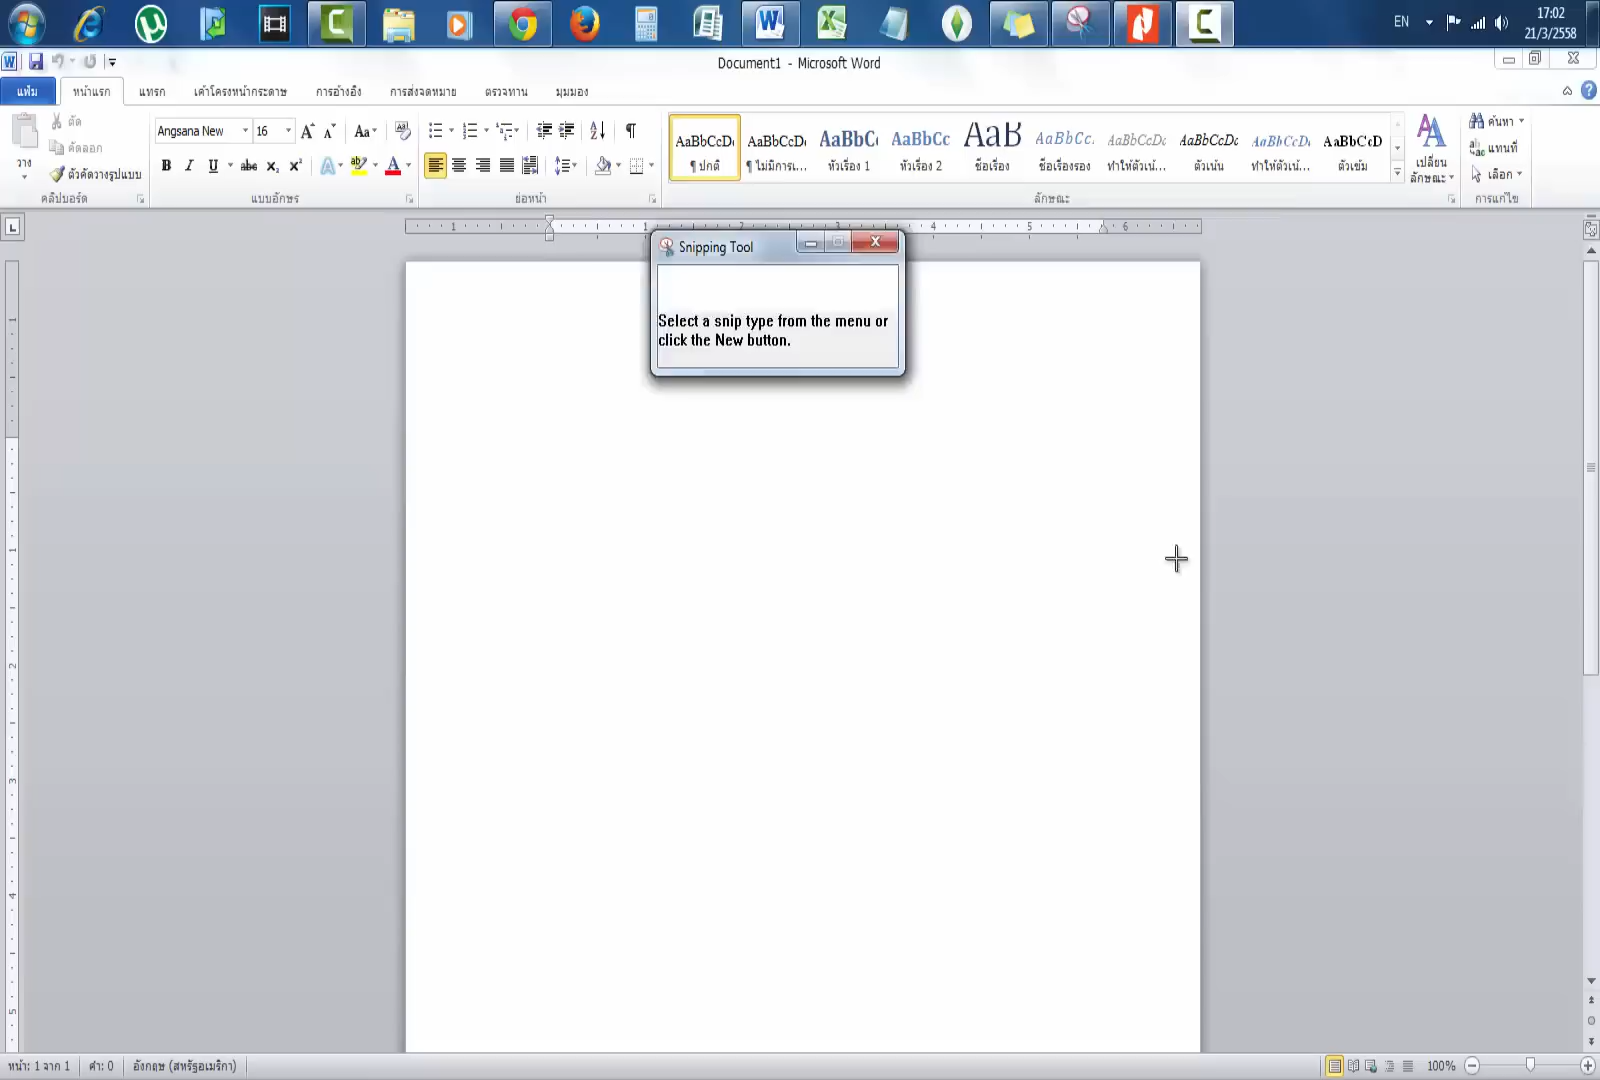 EN
17:02
21/3/2558
Document1 - Microsoft Word
แฟ้ม หน้าแรก แทรก เค้าโครงหน้ากระดาษ การอ้างอิง การส่งจดหมาย ตรวจทาน มุมมอง
วาง
ตัด
คัดลอก
ตัวคัดวางรูปแบบ
คลิปบอร์ด
Angsana New 16
แบบอักษร
ย่อหน้า
AaBbCcDc AaBbCcDc AaBbC AaBbCc AaB AaBbCc. AaBbCcDc AaBbCcDc AaBbCcDc AaBbCcD
¶ ปกติ ¶ ไม่มีการ... หัวเรื่อง 1 หัวเรื่อง 2 ชื่อเรื่อง ชื่อเรื่องรอง ทำให้ตัวเน้... ตัวเน้น ทำให้ตัวเน้... ตัวเข้ม
ลักษณะ
เปลี่ยน
ลักษณะ
ค้นหา
แทนที่
เลือก
การแก้ไข
Snipping Tool
Select a snip type from the menu or
click the New button.
หน้า: 1 จาก 1 คำ: 0 อังกฤษ (สหรัฐอเมริกา)
100%